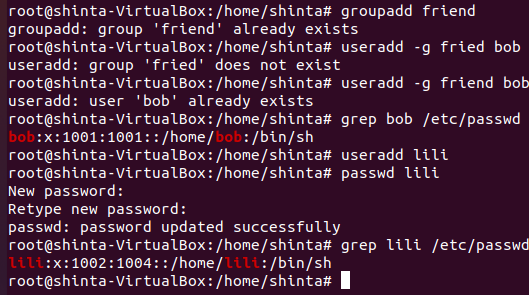 root@shinta-VirtualBox:/home/shinta# groupadd friend
groupadd: group 'friend' already exists
root@shinta-VirtualBox:/home/shinta# useradd -g fried bob
useradd: group 'fried' does not exist
root@shinta-VirtualBox:/home/shinta# useradd -g friend bob
useradd: user 'bob' already exists
root@shinta-VirtualBox:/home/shinta# grep bob /etc/passwd
bob:x:1001:1001::/home/bob:/bin/sh
root@shinta-VirtualBox:/home/shinta# useradd lili
root@shinta-VirtualBox:/home/shinta# passwd lili
New password:
Retype new password:
passwd: password updated successfully
root@shinta-VirtualBox:/home/shinta# grep lili /etc/passwd
lili:x:1002:1004::/home/lili:/bin/sh
root@shinta-VirtualBox:/home/shinta#